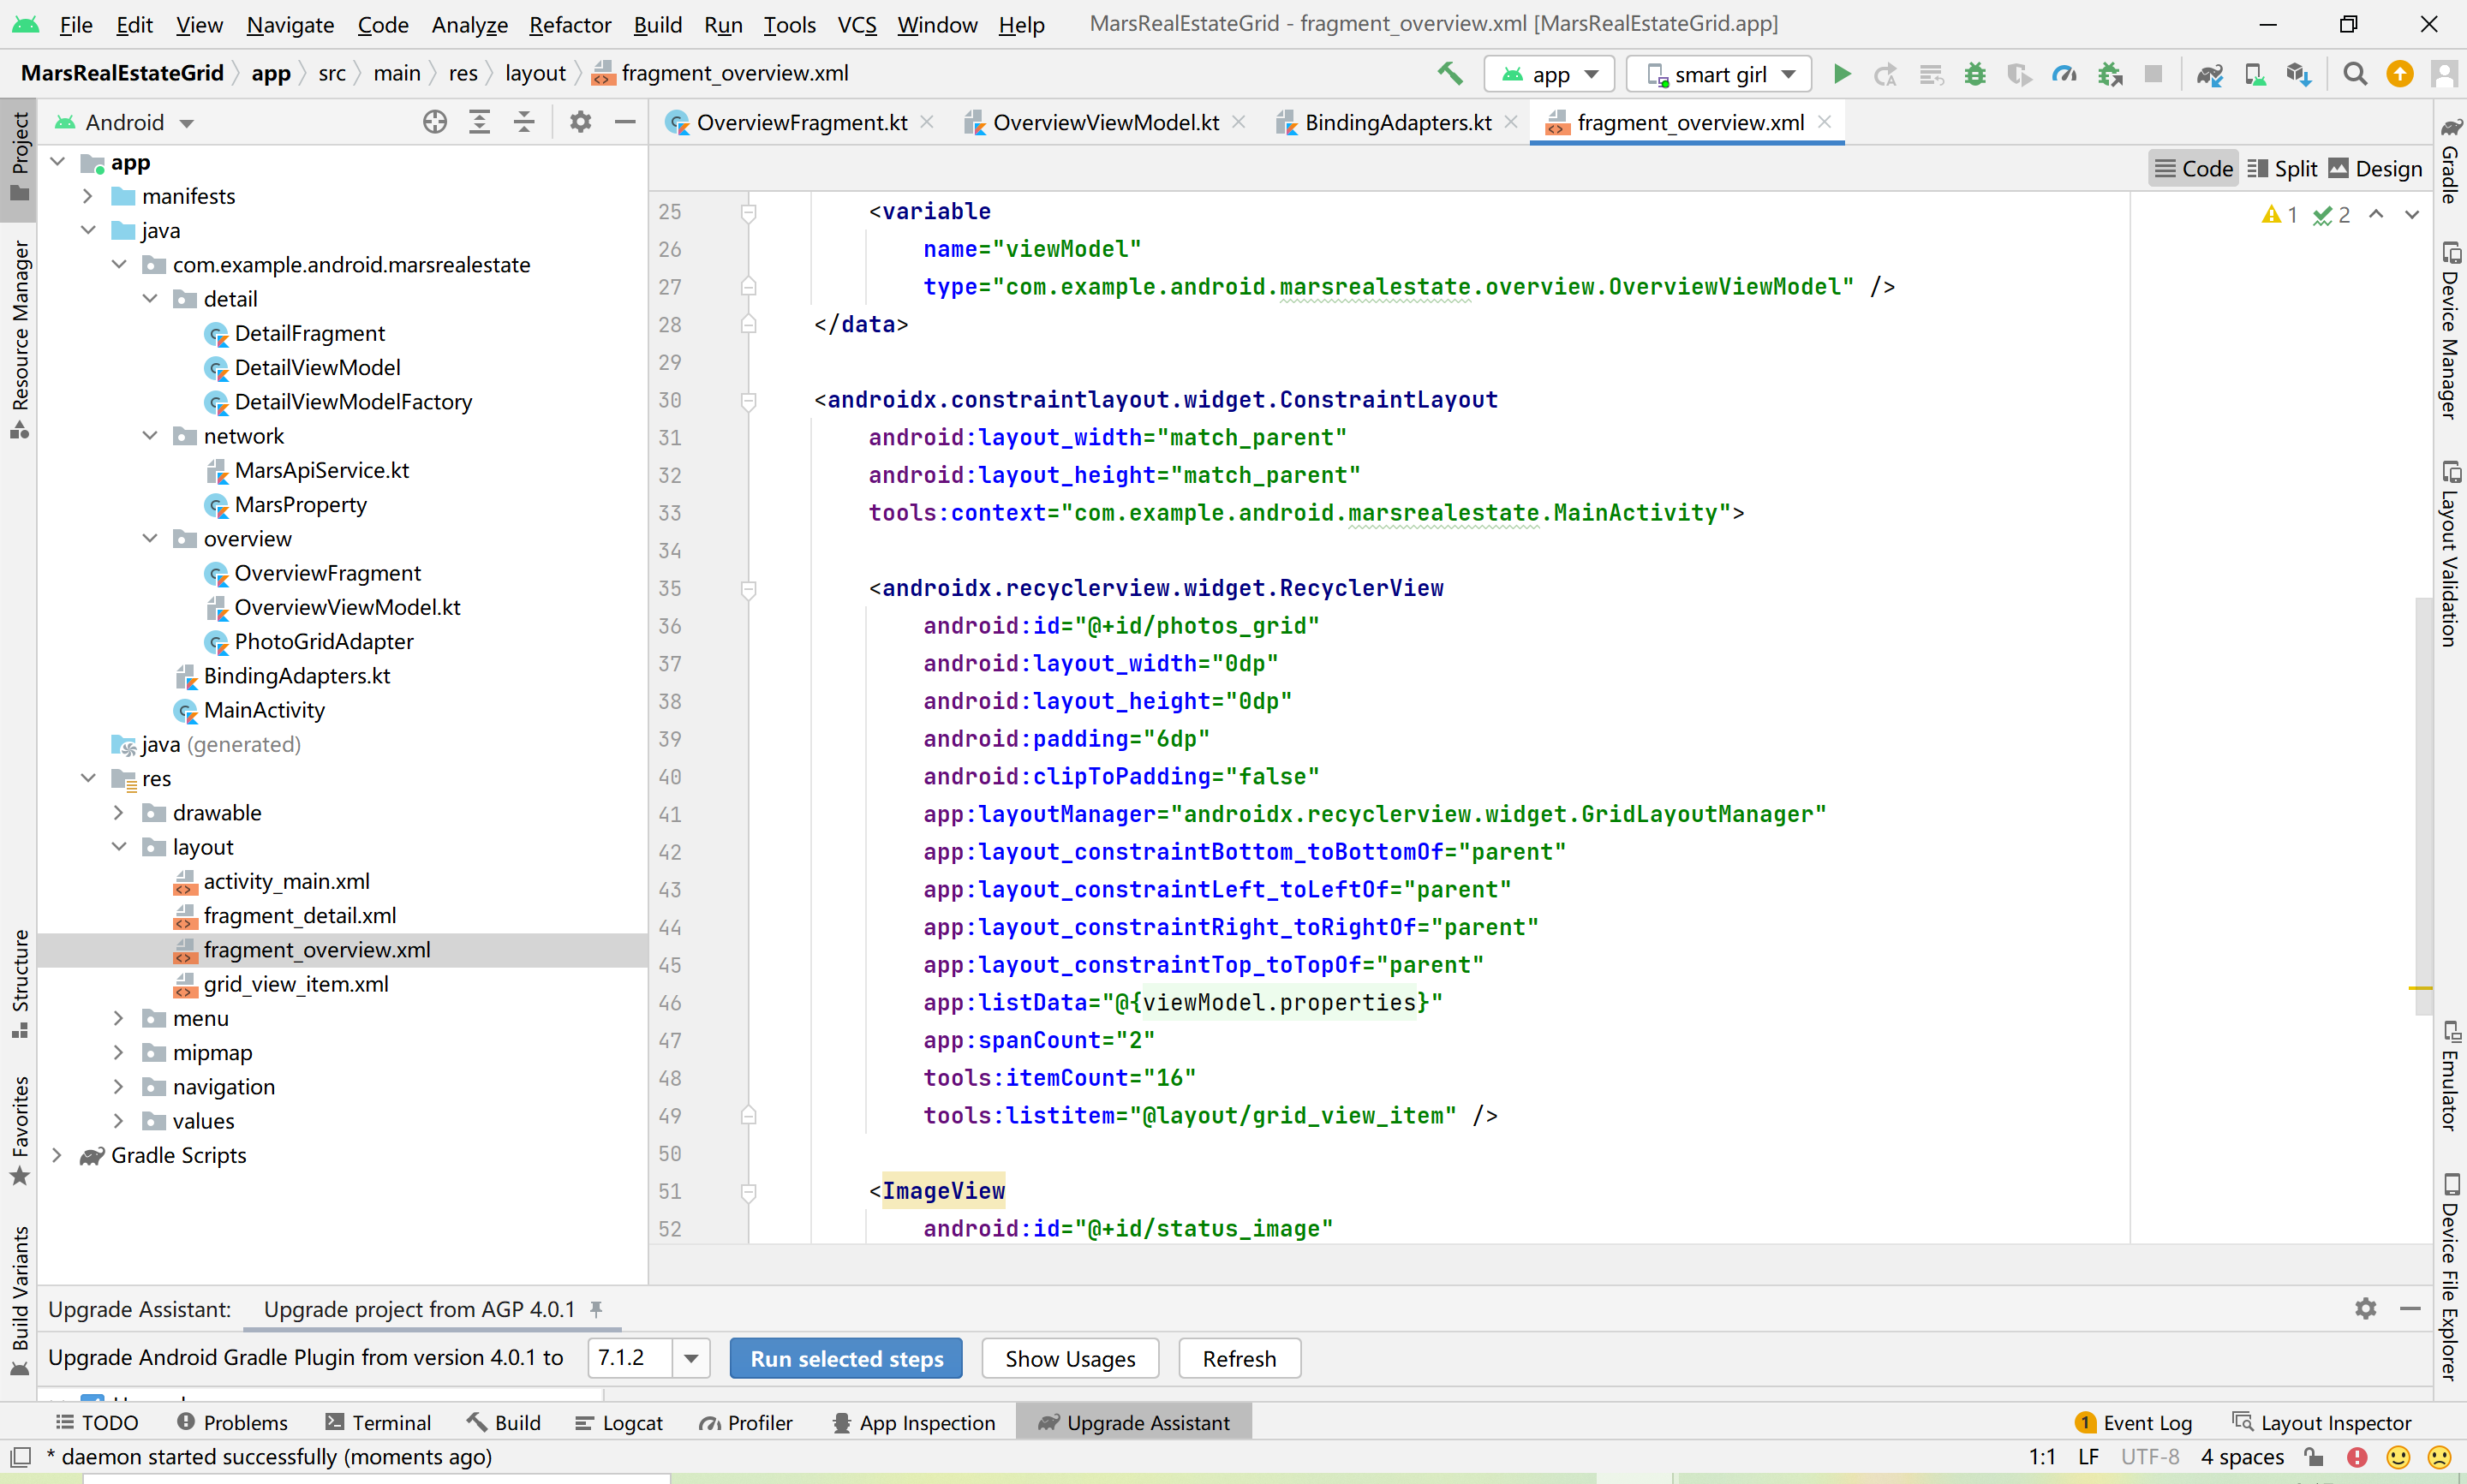 File Edit View Navigate Code Analyze Refactor Build Run Tools VCS Window Help MarsRealEstateGrid - fragment_overview.xml [MarsRealEstateGrid.app]
MarsRealEstateGrid app src main res layout fragment_overview.xml app smart girl
Project
Resource Manager
Structure
Favorites
Build Variants
Android
app
manifests
java
com.example.android.marsrealestate
detail
DetailFragment
DetailViewModel
DetailViewModelFactory
network
MarsApiService.kt
MarsProperty
overview
OverviewFragment
OverviewViewModel.kt
PhotoGridAdapter
BindingAdapters.kt
MainActivity
java (generated)
res
drawable
layout
activity_main.xml
fragment_detail.xml
fragment_overview.xml
grid_view_item.xml
menu
mipmap
navigation
values
Gradle Scripts
OverviewFragment.kt OverviewViewModel.kt BindingAdapters.kt fragment_overview.xml
Code Split Design
1 2
25 <variable
26 name="viewModel"
27 type="com.example.android.marsrealestate.overview.OverviewViewModel" />
28 </data>
29
30 <androidx.constraintlayout.widget.ConstraintLayout
31 android:layout_width="match_parent"
32 android:layout_height="match_parent"
33 tools:context="com.example.android.marsrealestate.MainActivity">
34
35 <androidx.recyclerview.widget.RecyclerView
36 android:id="@+id/photos_grid"
37 android:layout_width="0dp"
38 android:layout_height="0dp"
39 android:padding="6dp"
40 android:clipToPadding="false"
41 app:layoutManager="androidx.recyclerview.widget.GridLayoutManager"
42 app:layout_constraintBottom_toBottomOf="parent"
43 app:layout_constraintLeft_toLeftOf="parent"
44 app:layout_constraintRight_toRightOf="parent"
45 app:layout_constraintTop_toTopOf="parent"
46 app:listData="@{viewModel.properties}"
47 app:spanCount="2"
48 tools:itemCount="16"
49 tools:listitem="@layout/grid_view_item" />
50
51 <ImageView
52 android:id="@+id/status_image"
Gradle
Device Manager
Layout Validation
Emulator
Device File Explorer
Upgrade Assistant: Upgrade project from AGP 4.0.1
Upgrade Android Gradle Plugin from version 4.0.1 to 7.1.2 Run selected steps Show Usages Refresh
TODO Problems Terminal Build Logcat Profiler App Inspection Upgrade Assistant 1 Event Log Layout Inspector
* daemon started successfully (moments ago) 1:1 LF UTF-8 4 spaces